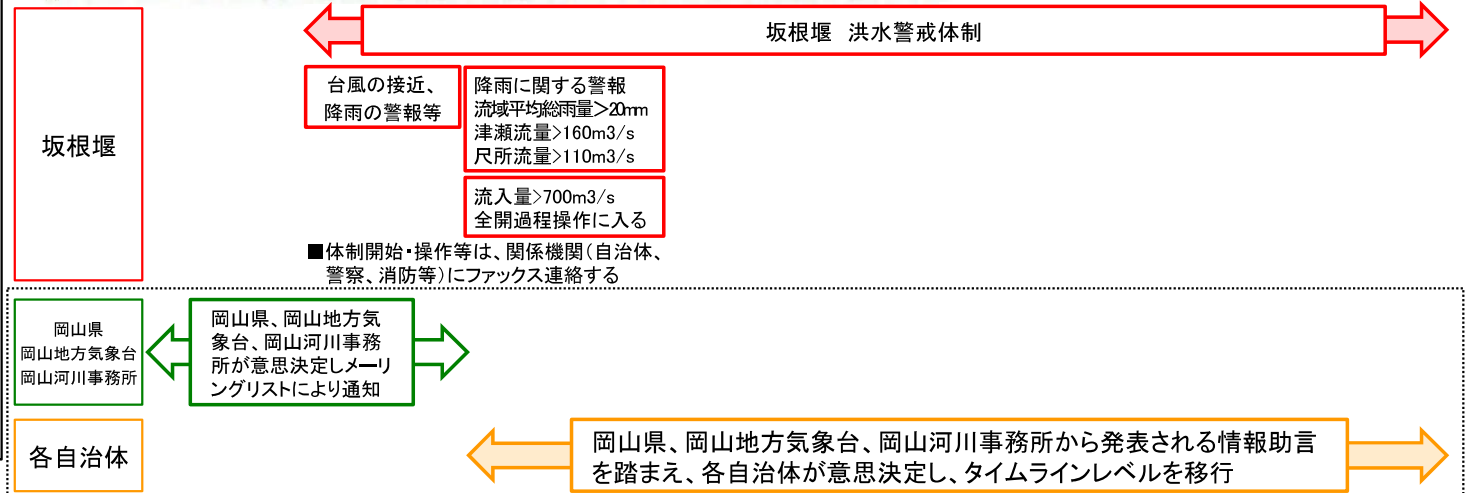 坂根堰 洪水警戒体制
台風の接近、
降雨の警報等
降雨に関する警報
流域平均総雨量＞20mm
津瀬流量>160m3/s
尺所流量>110m3/s
坂根堰
流入量>700m3/s
全開過程操作に入る
■体制開始・操作等は、関係機関(自治体、
警察、消防等)にファックス連絡する
岡山県
岡山地方気象台
岡山河川事務所
岡山県、岡山地方気
象台、岡山河川事務
所が意思決定しメーリ
ングリストにより通知
各自治体
岡山県、岡山地方気象台、岡山河川事務所から発表される情報助言
を踏まえ、各自治体が意思決定し、タイムラインレベルを移行